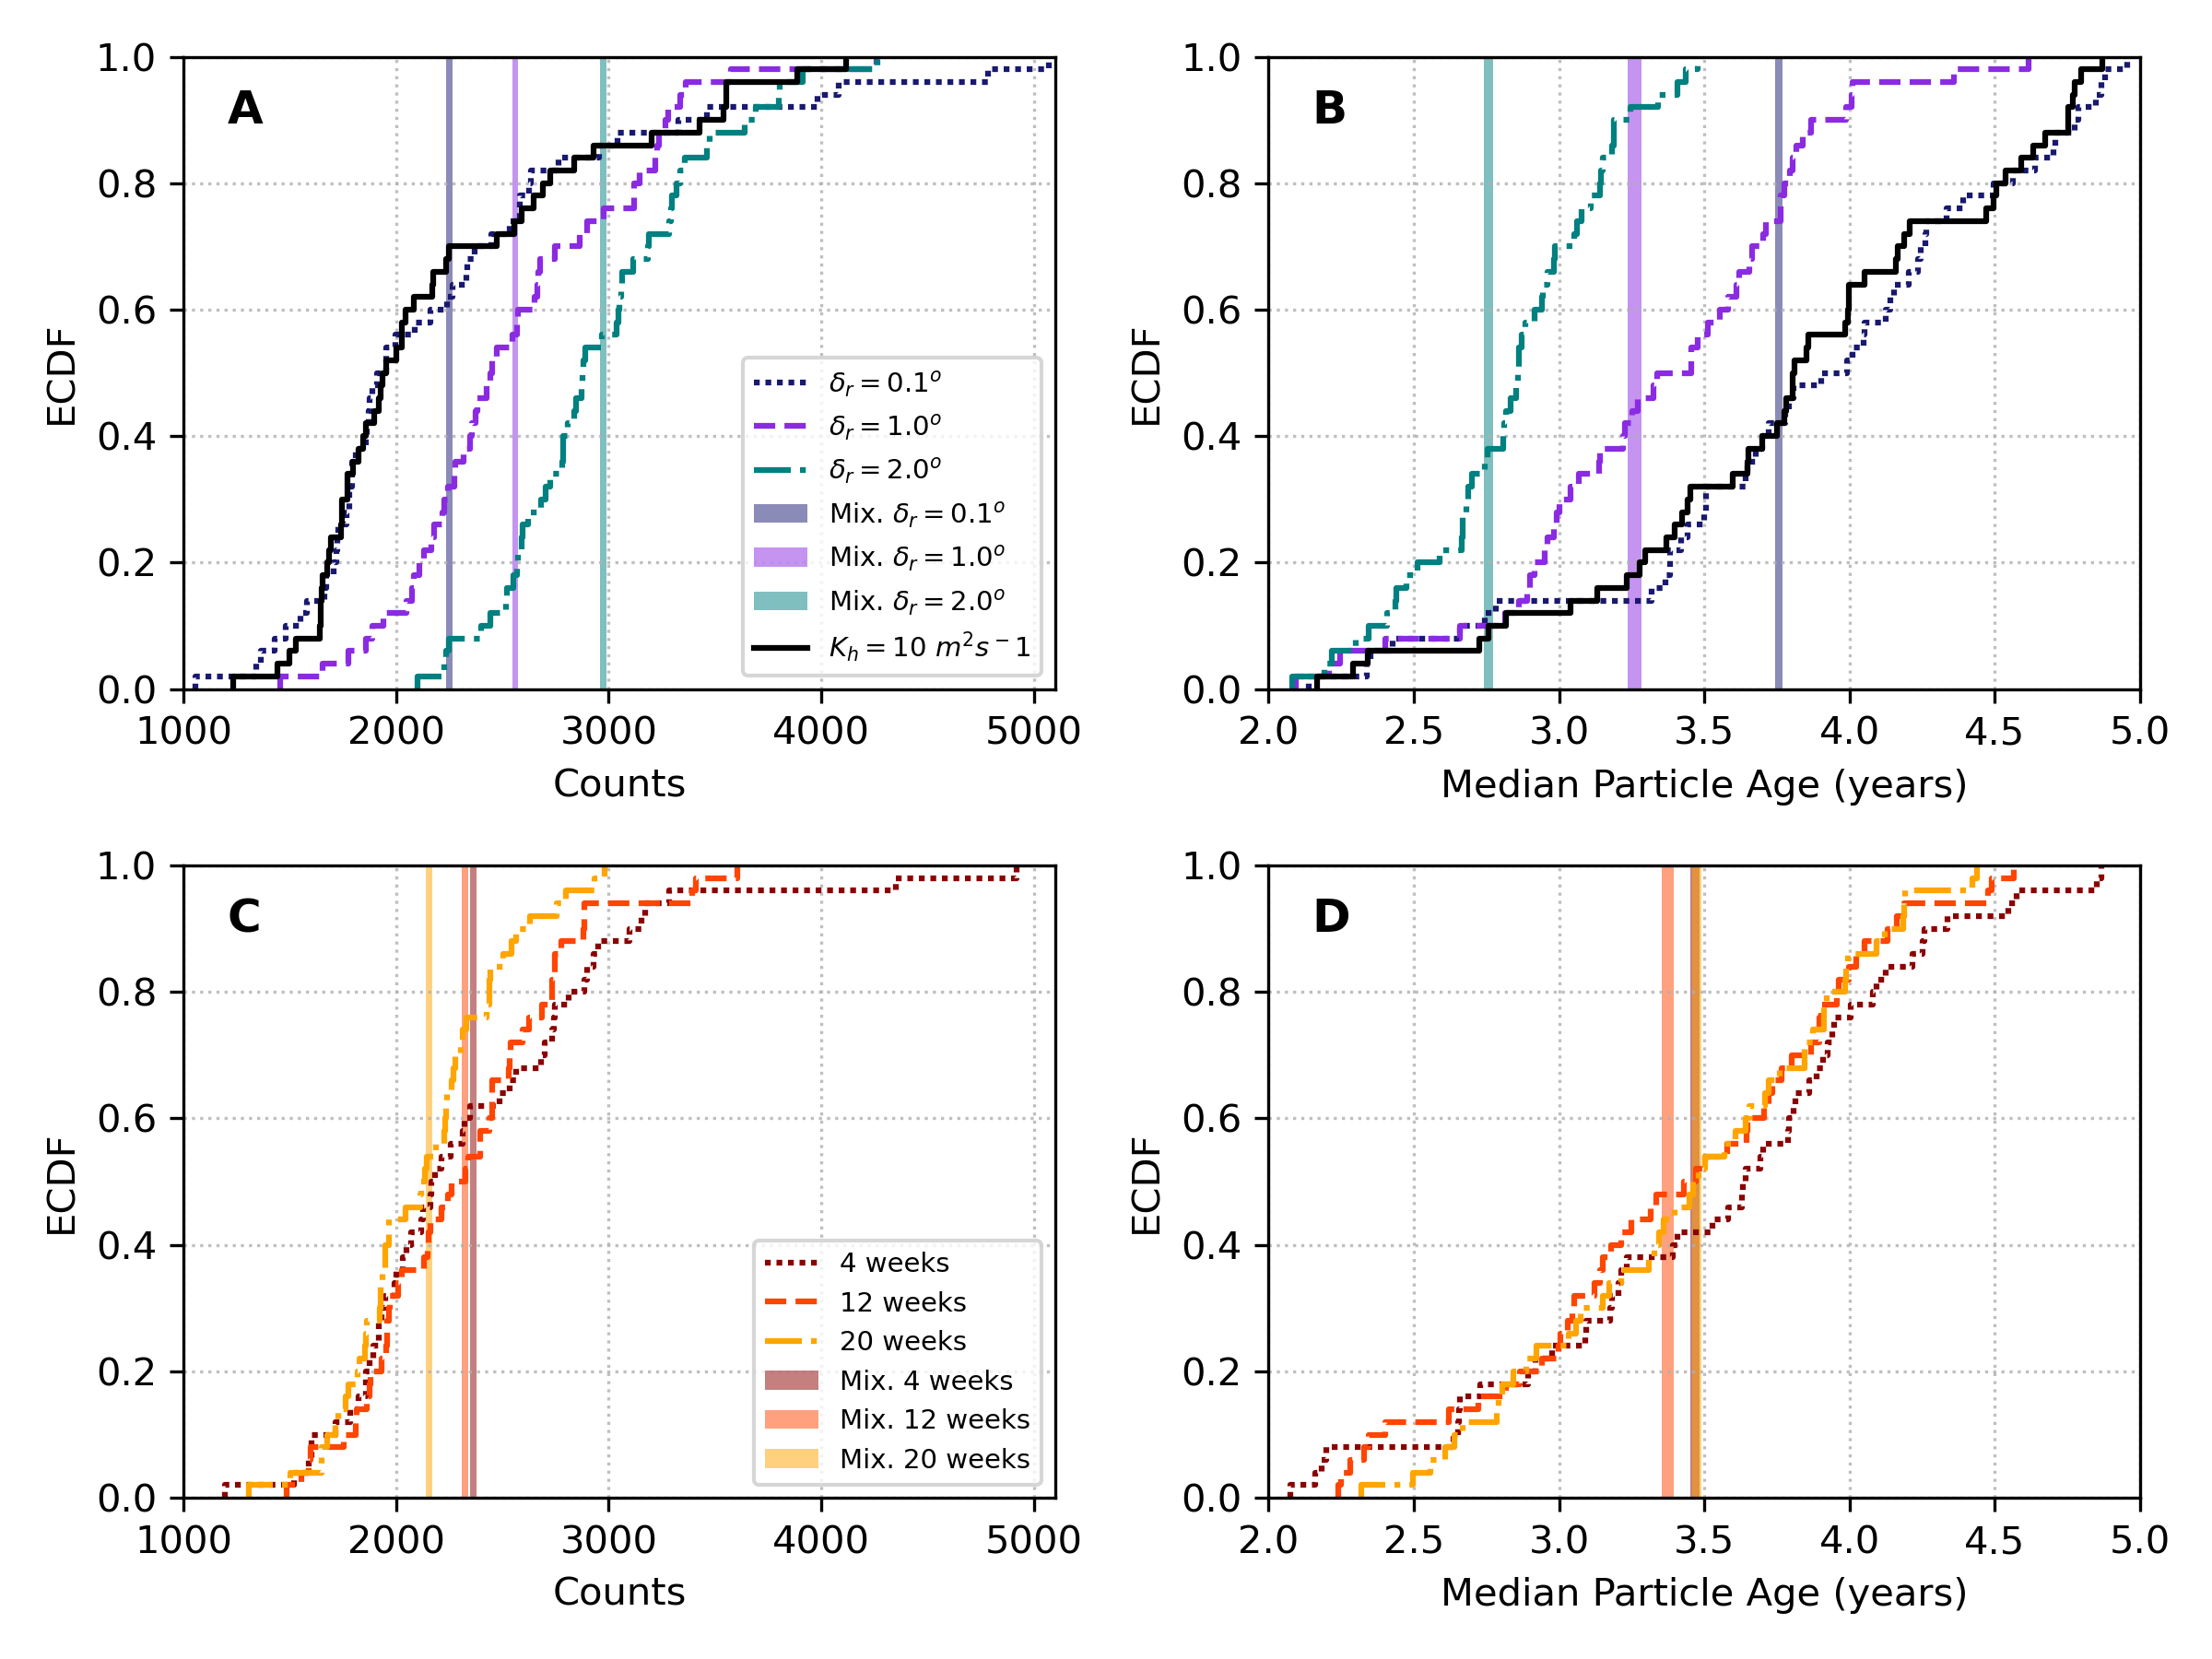 A
1.0
0.8
0.6
0.4
0.2
0.0
ECDF
1000 2000 3000 4000 5000
Counts
δr = 0.1°
δr = 1.0°
δr = 2.0°
Mix. δr = 0.1°
Mix. δr = 1.0°
Mix. δr = 2.0°
Kh = 10 m²s − 1
B
1.0
0.8
0.6
0.4
0.2
0.0
ECDF
2.0 2.5 3.0 3.5 4.0 4.5 5.0
Median Particle Age (years)
C
1.0
0.8
0.6
0.4
0.2
0.0
ECDF
1000 2000 3000 4000 5000
Counts
4 weeks
12 weeks
20 weeks
Mix. 4 weeks
Mix. 12 weeks
Mix. 20 weeks
D
1.0
0.8
0.6
0.4
0.2
0.0
ECDF
2.0 2.5 3.0 3.5 4.0 4.5 5.0
Median Particle Age (years)